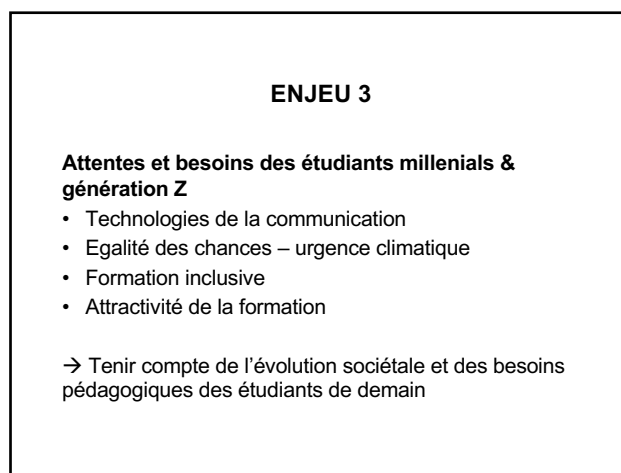 ENJEU 3
Attentes et besoins des étudiants millenials &
génération Z
• Technologies de la communication
• Egalité des chances – urgence climatique
• Formation inclusive
• Attractivité de la formation
→ Tenir compte de l’évolution sociétale et des besoins
pédagogiques des étudiants de demain